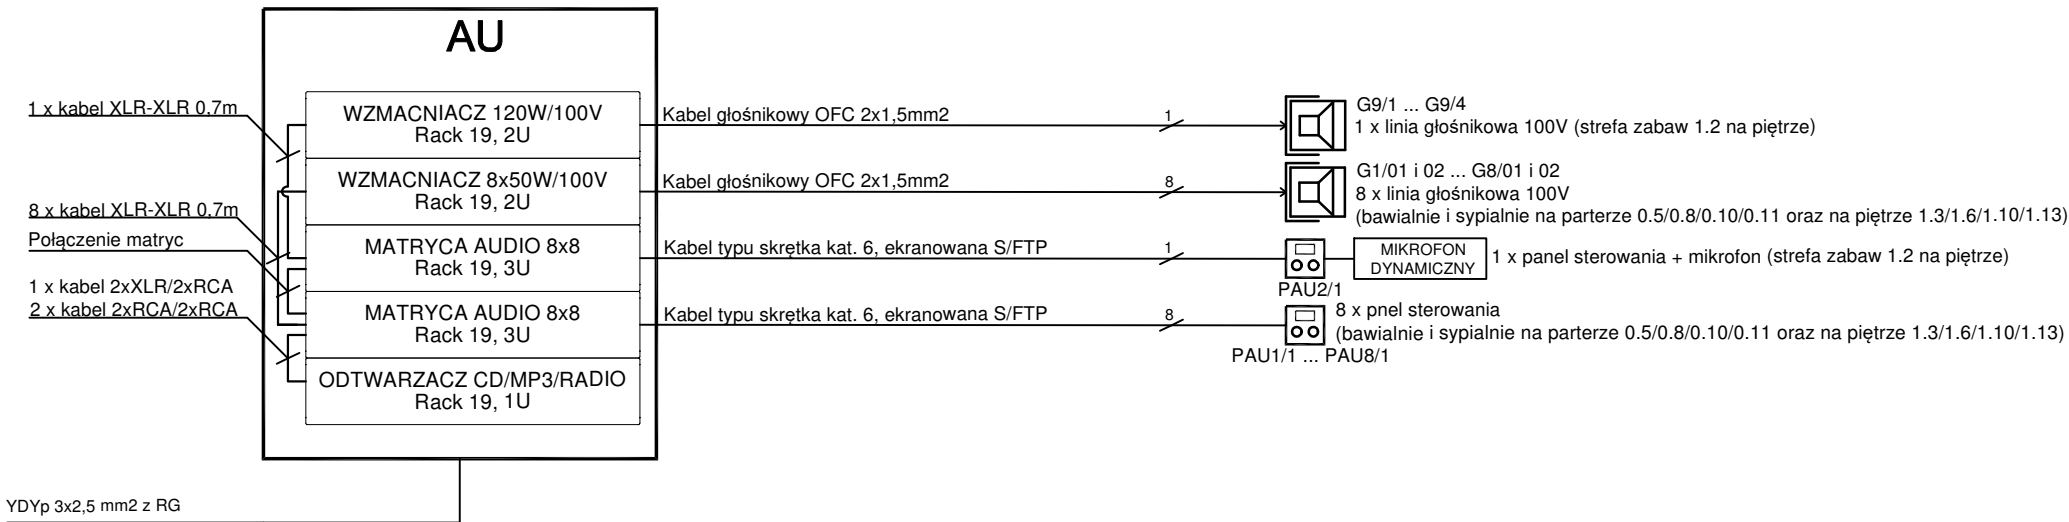 AU
1 x kabel XLR-XLR 0,7m
WZMACNIACZ 120W/100V
Rack 19, 2U
Kabel głośnikowy OFC 2x1,5mm2
1
G9/1 ... G9/4
1 x linia głośnikowa 100V (strefa zabaw 1.2 na piętrze)
WZMACNIACZ 8x50W/100V
Rack 19, 2U
Kabel głośnikowy OFC 2x1,5mm2
8
G1/01 i 02 ... G8/01 i 02
8 x linia głośnikowa 100V
(bawialnie i sypialnie na parterze 0.5/0.8/0.10/0.11 oraz na piętrze 1.3/1.6/1.10/1.13)
8 x kabel XLR-XLR 0,7m
Połączenie matryc
MATRYCA AUDIO 8x8
Rack 19, 3U
Kabel typu skrętka kat. 6, ekranowana S/FTP
1
PAU2/1
MIKROFON
DYNAMICZNY
1 x panel sterowania + mikrofon (strefa zabaw 1.2 na piętrze)
1 x kabel 2xXLR/2xRCA
2 x kabel 2xRCA/2xRCA
MATRYCA AUDIO 8x8
Rack 19, 3U
Kabel typu skrętka kat. 6, ekranowana S/FTP
8
8 x pnel sterowania
(bawialnie i sypialnie na parterze 0.5/0.8/0.10/0.11 oraz na piętrze 1.3/1.6/1.10/1.13)
PAU1/1 ... PAU8/1
ODTWARZACZ CD/MP3/RADIO
Rack 19, 1U
YDYp 3x2,5 mm2 z RG